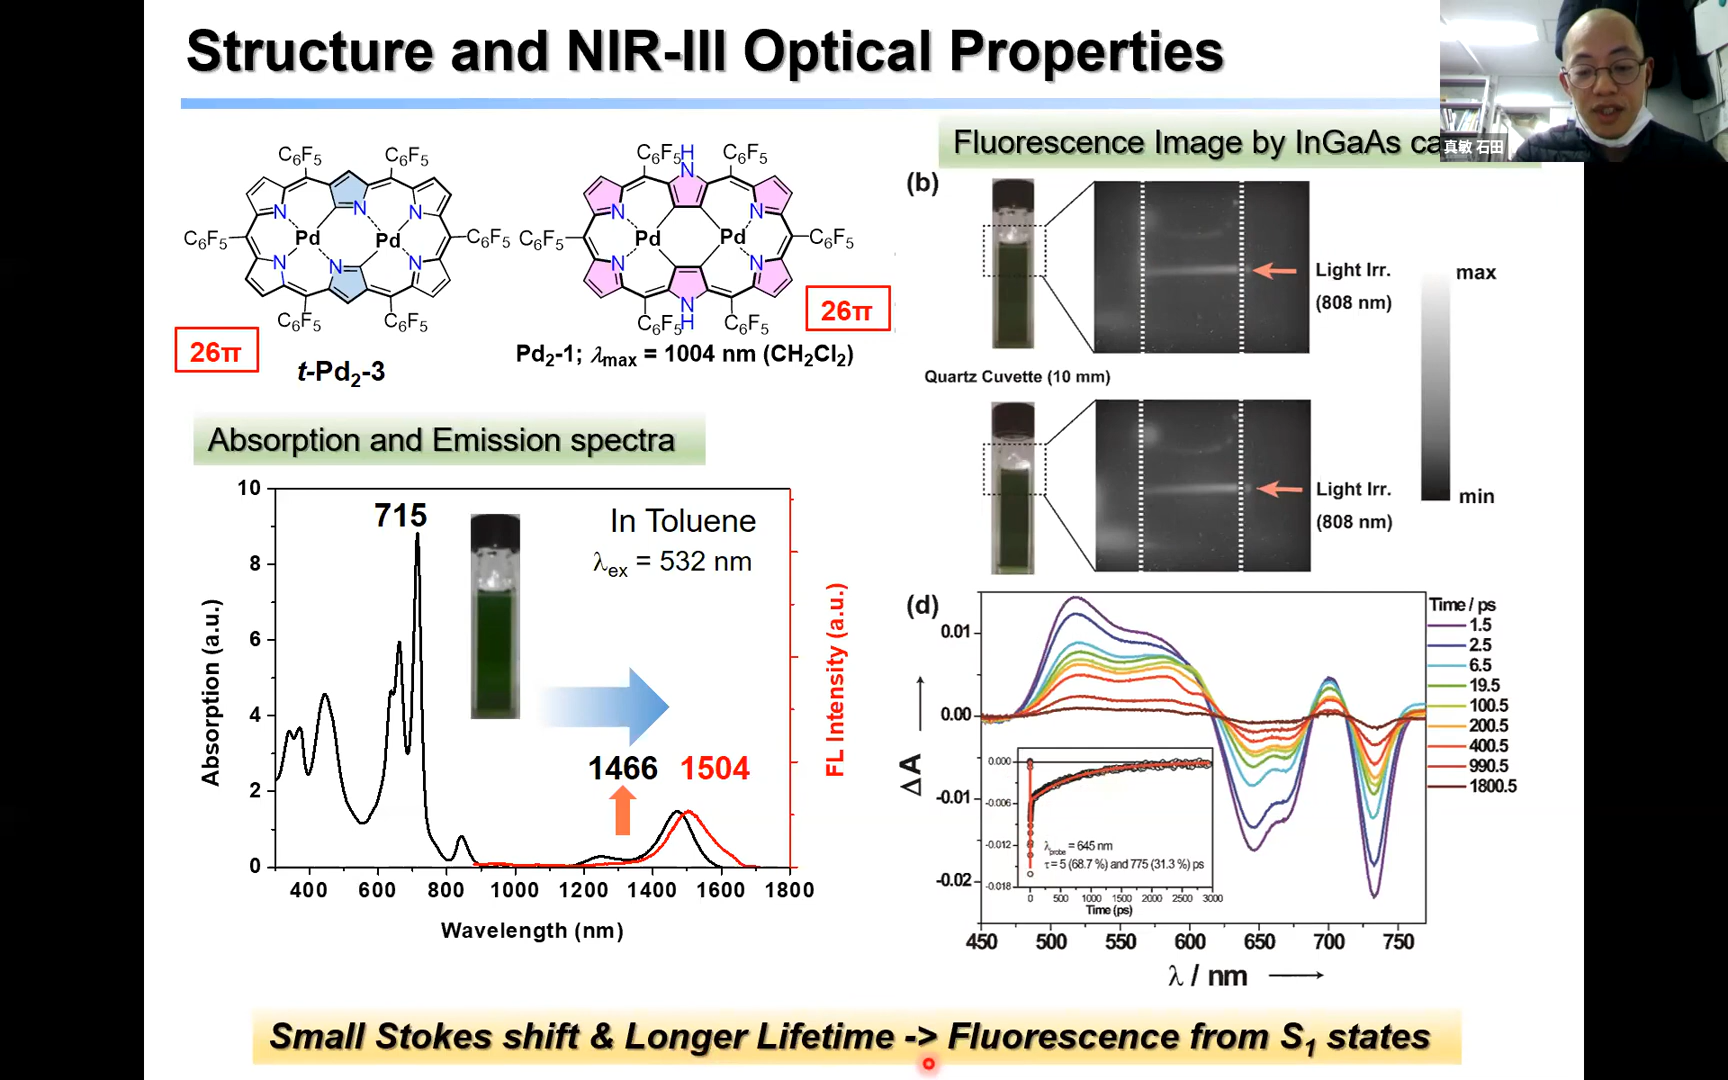 Structure and NIR-III Optical Properties
真敏 石田
C6F5 C6F5
N N N
C6F5 Pd Pd C6F5
N N N
C6F5 C6F5
26π
t-Pd2-3
C6F5 NH C6F5
N N
C6F5 Pd Pd C6F5
N N
C6F5 NH C6F5
26π
Pd2-1; λmax = 1004 nm (CH2Cl2)
Absorption and Emission spectra
10
8
6
4
2
0
Absorption (a.u.)
715
In Toluene
λex = 532 nm
1466 1504
FL Intensity (a.u.)
400 600 800 1000 1200 1400 1600 1800
Wavelength (nm)
Fluorescence Image by InGaAs ca
(b)
Light Irr.
(808 nm)
Quartz Cuvette (10 mm)
Light Irr.
(808 nm)
max
min
(d)
0.01
0.00
-0.01
-0.02
ΔA
Time / ps
1.5
2.5
6.5
19.5
100.5
200.5
400.5
990.5
1800.5
0.000
-0.006
-0.012
-0.018
λprobe = 645 nm
τ = 5 (68.7 %) and 775 (31.3 %) ps
0 500 1000 1500 2000 2500 3000
Time (ps)
450 500 550 600 650 700 750
λ / nm
Small Stokes shift & Longer Lifetime -> Fluorescence from S1 states